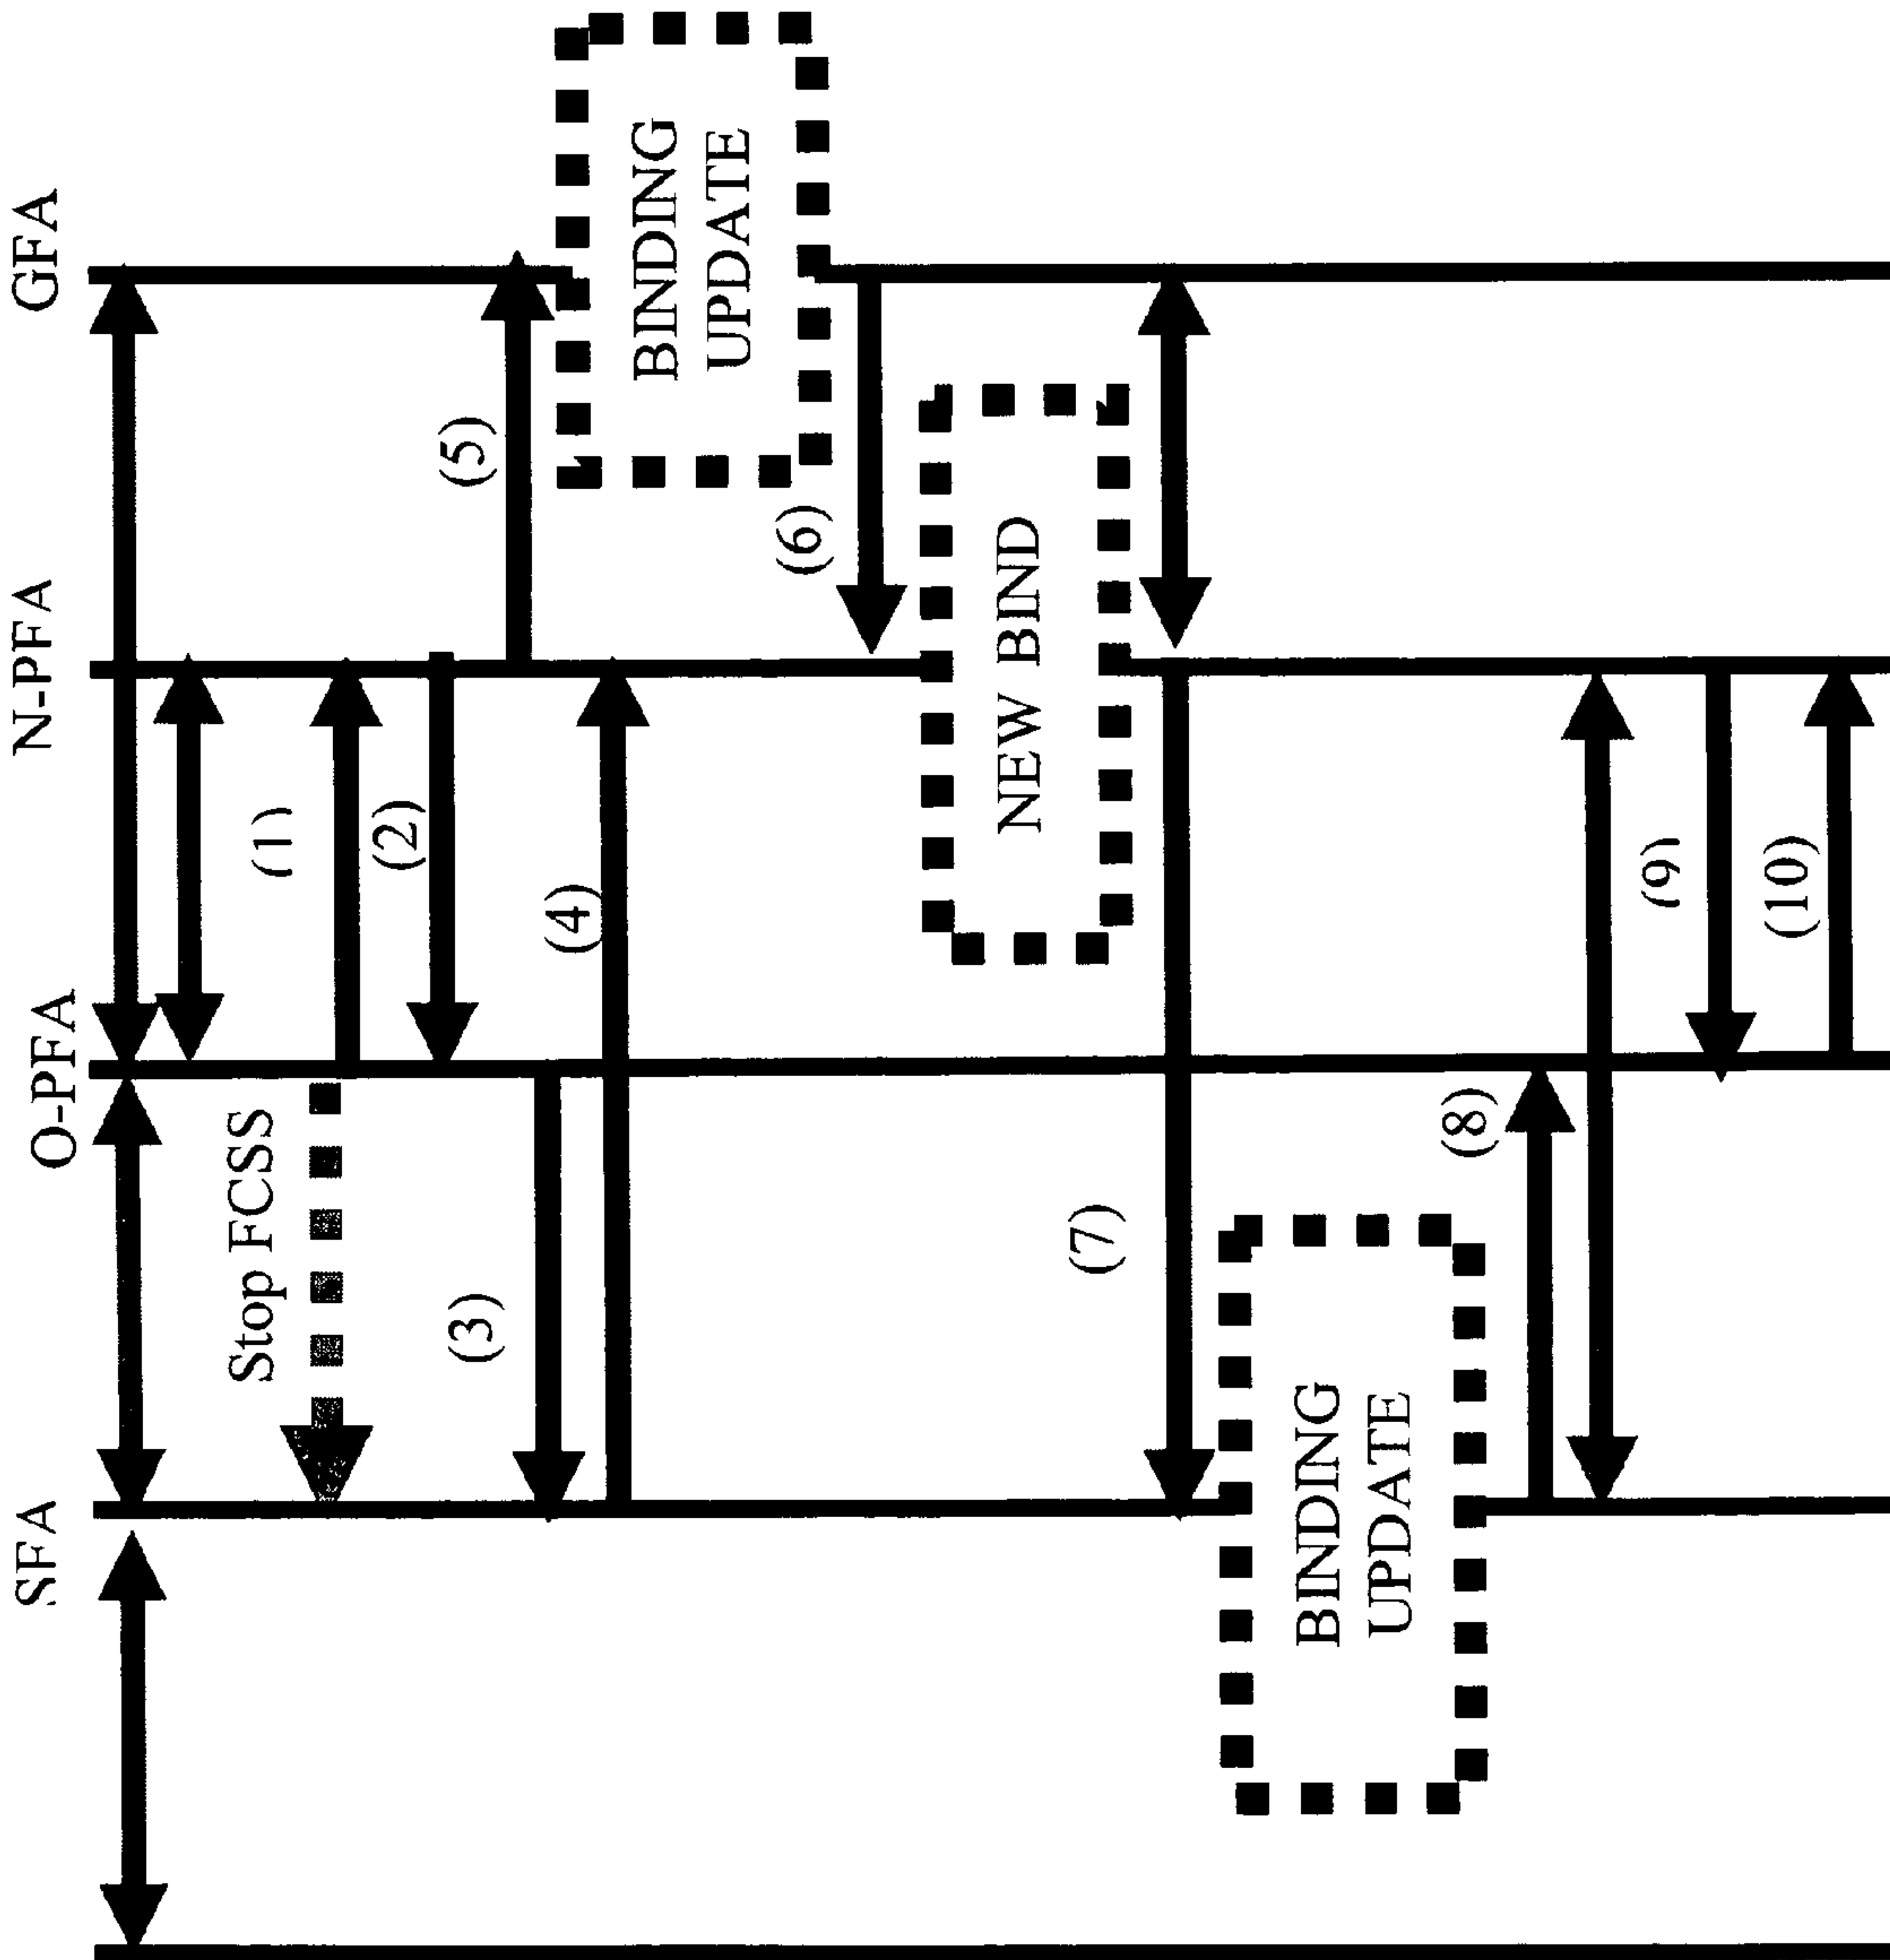 SFA
O-PFA
N-PFA
GFA
Stop FCSS
(1)
(2)
(3)
(4)
(5)
BINDING
UPDATE
(6)
NEW BIND
(7)
BINDING
UPDATE
(8)
(9)
(10)